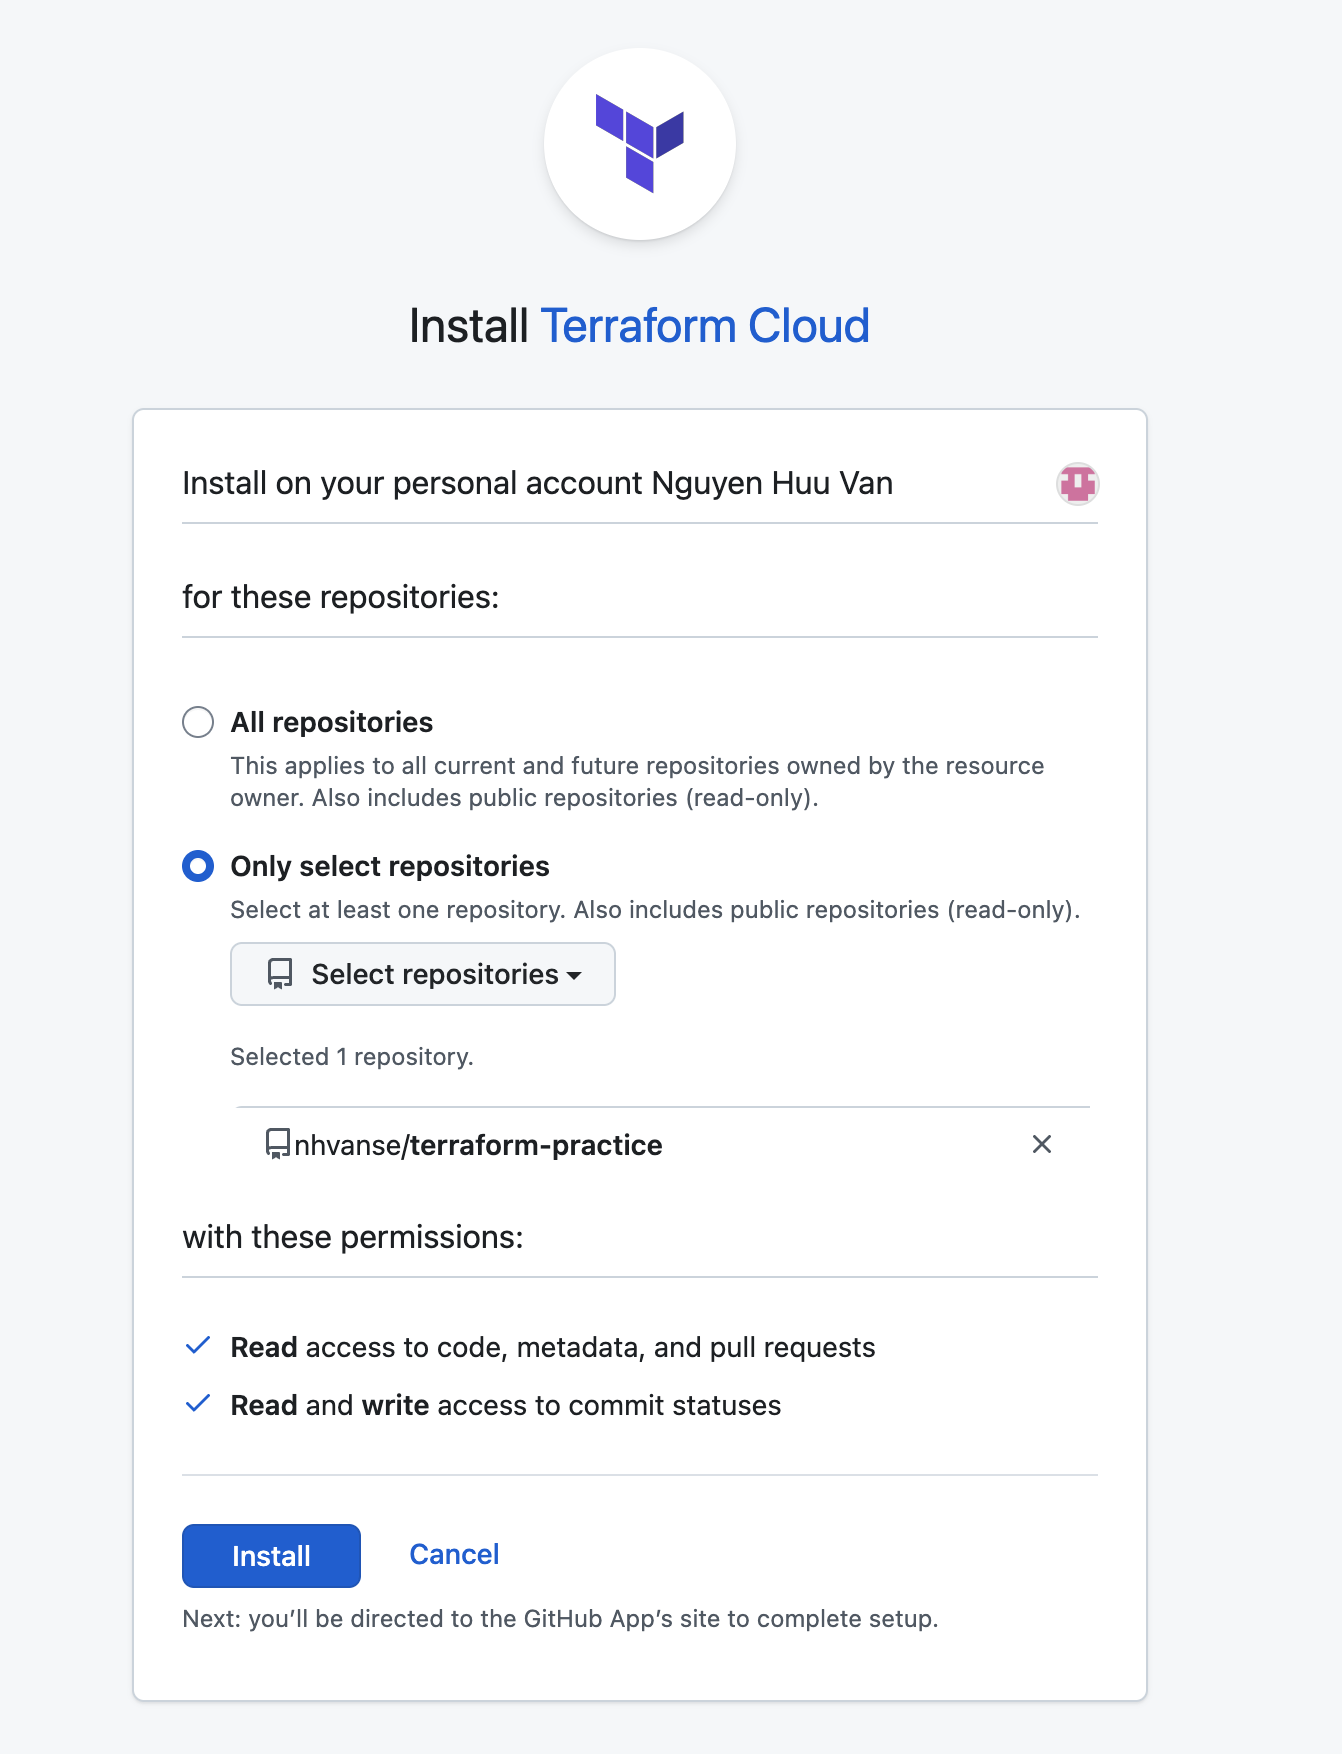 Install Terraform Cloud
Install on your personal account Nguyen Huu Van
for these repositories:
All repositories
This applies to all current and future repositories owned by the resource
owner. Also includes public repositories (read-only).
Only select repositories
Select at least one repository. Also includes public repositories (read-only).
Select repositories
Selected 1 repository.
nhvanse/terraform-practice
with these permissions:
Read access to code, metadata, and pull requests
Read and write access to commit statuses
Install
Cancel
Next: you’ll be directed to the GitHub App’s site to complete setup.